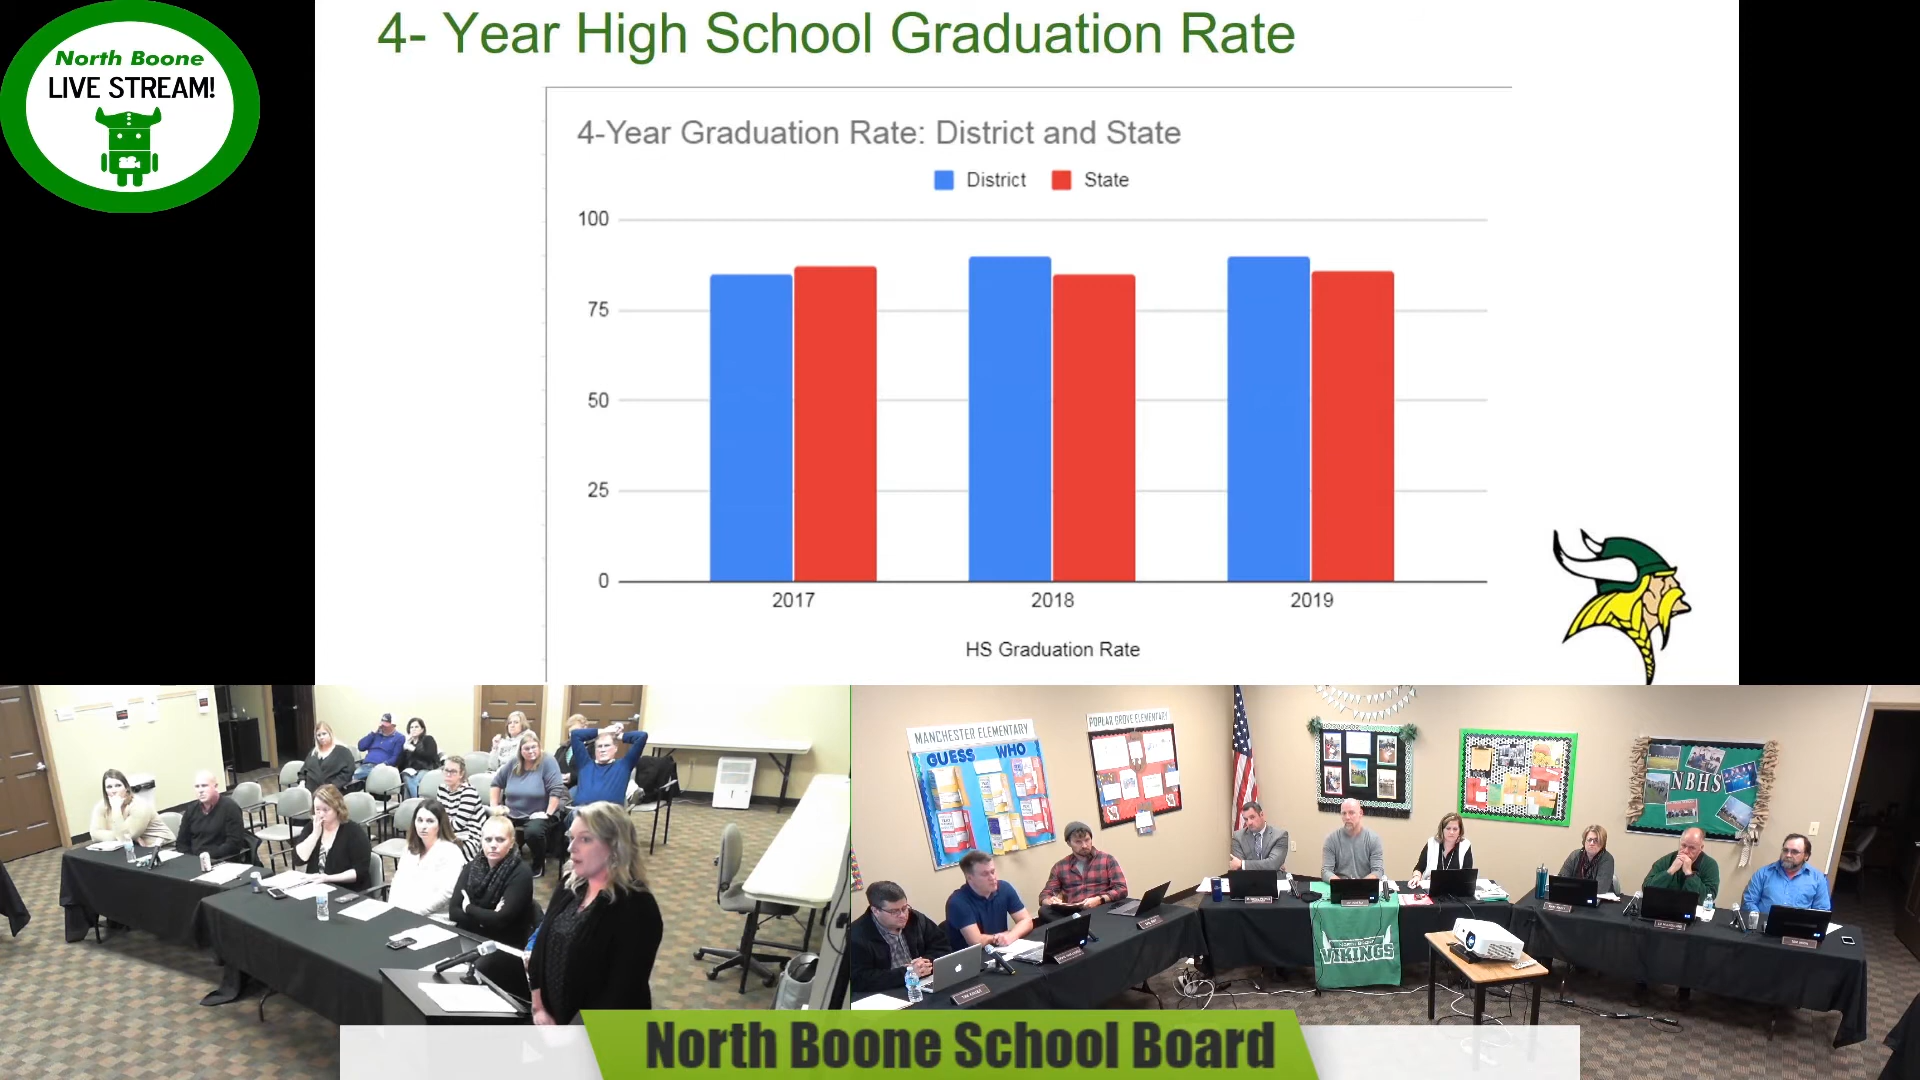 North Boone
LIVE STREAM!
4- Year High School Graduation Rate
4-Year Graduation Rate: District and State
District
State
100
75
50
25
0
2017
2018
2019
HS Graduation Rate
MANCHESTER ELEMENTARY
GUESS WHO
POPLAR GROVE ELEMENTARY
NBHS
VIKINGS
North Boone School Board